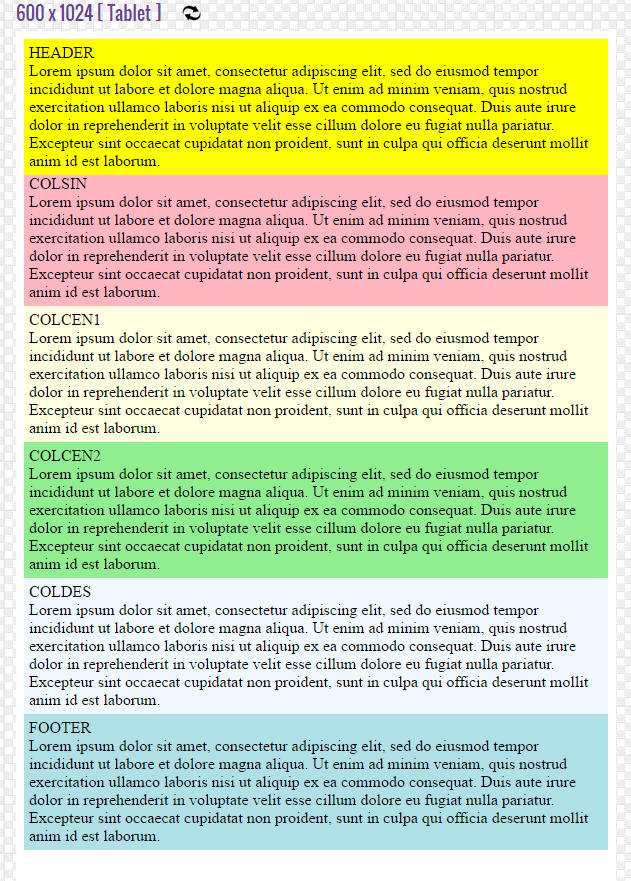 600 x 1024 [ Tablet ]
HEADER
Lorem ipsum dolor sit amet, consectetur adipiscing elit, sed do eiusmod tempor
incididunt ut labore et dolore magna aliqua. Ut enim ad minim veniam, quis nostrud
exercitation ullamco laboris nisi ut aliquip ex ea commodo consequat. Duis aute irure
dolor in reprehenderit in voluptate velit esse cillum dolore eu fugiat nulla pariatur.
Excepteur sint occaecat cupidatat non proident, sunt in culpa qui officia deserunt mollit
anim id est laborum.
COLSIN
Lorem ipsum dolor sit amet, consectetur adipiscing elit, sed do eiusmod tempor
incididunt ut labore et dolore magna aliqua. Ut enim ad minim veniam, quis nostrud
exercitation ullamco laboris nisi ut aliquip ex ea commodo consequat. Duis aute irure
dolor in reprehenderit in voluptate velit esse cillum dolore eu fugiat nulla pariatur.
Excepteur sint occaecat cupidatat non proident, sunt in culpa qui officia deserunt mollit
anim id est laborum.
COLCEN1
Lorem ipsum dolor sit amet, consectetur adipiscing elit, sed do eiusmod tempor
incididunt ut labore et dolore magna aliqua. Ut enim ad minim veniam, quis nostrud
exercitation ullamco laboris nisi ut aliquip ex ea commodo consequat. Duis aute irure
dolor in reprehenderit in voluptate velit esse cillum dolore eu fugiat nulla pariatur.
Excepteur sint occaecat cupidatat non proident, sunt in culpa qui officia deserunt mollit
anim id est laborum.
COLCEN2
Lorem ipsum dolor sit amet, consectetur adipiscing elit, sed do eiusmod tempor
incididunt ut labore et dolore magna aliqua. Ut enim ad minim veniam, quis nostrud
exercitation ullamco laboris nisi ut aliquip ex ea commodo consequat. Duis aute irure
dolor in reprehenderit in voluptate velit esse cillum dolore eu fugiat nulla pariatur.
Excepteur sint occaecat cupidatat non proident, sunt in culpa qui officia deserunt mollit
anim id est laborum.
COLDES
Lorem ipsum dolor sit amet, consectetur adipiscing elit, sed do eiusmod tempor
incididunt ut labore et dolore magna aliqua. Ut enim ad minim veniam, quis nostrud
exercitation ullamco laboris nisi ut aliquip ex ea commodo consequat. Duis aute irure
dolor in reprehenderit in voluptate velit esse cillum dolore eu fugiat nulla pariatur.
Excepteur sint occaecat cupidatat non proident, sunt in culpa qui officia deserunt mollit
anim id est laborum.
FOOTER
Lorem ipsum dolor sit amet, consectetur adipiscing elit, sed do eiusmod tempor
incididunt ut labore et dolore magna aliqua. Ut enim ad minim veniam, quis nostrud
exercitation ullamco laboris nisi ut aliquip ex ea commodo consequat. Duis aute irure
dolor in reprehenderit in voluptate velit esse cillum dolore eu fugiat nulla pariatur.
Excepteur sint occaecat cupidatat non proident, sunt in culpa qui officia deserunt mollit
anim id est laborum.